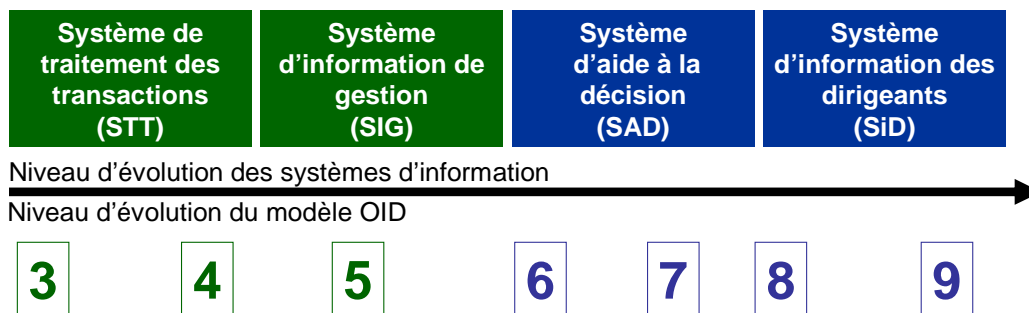 Système de
traitement des
transactions
(STT)
Système
d’information de
gestion
(SIG)
Système
d’aide à la
décision
(SAD)
Système
d’information des
dirigeants
(SiD)
Niveau d’évolution des systèmes d’information
Niveau d’évolution du modèle OID
3 4 5 6 7 8 9